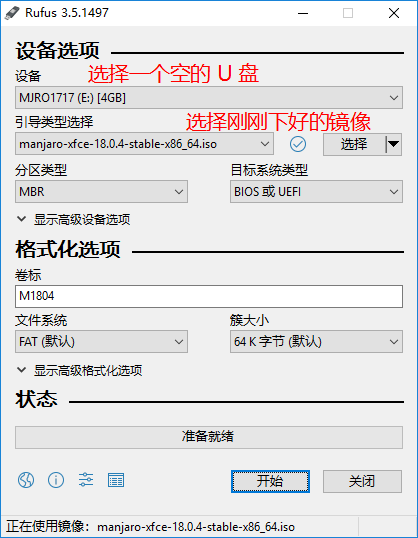 Rufus 3.5.1497
设备选项
设备
选择一个空的 U 盘
MJRO1717 (E:) [4GB]
引导类型选择
选择刚刚下好的镜像
manjaro-xfce-18.0.4-stable-x86_64.iso
选择
分区类型
目标系统类型
MBR
BIOS 或 UEFI
显示高级设备选项
格式化选项
卷标
M1804
文件系统
簇大小
FAT (默认)
64 K 字节 (默认)
显示高级格式化选项
状态
准备就绪
开始
关闭
正在使用镜像：manjaro-xfce-18.0.4-stable-x86_64.iso